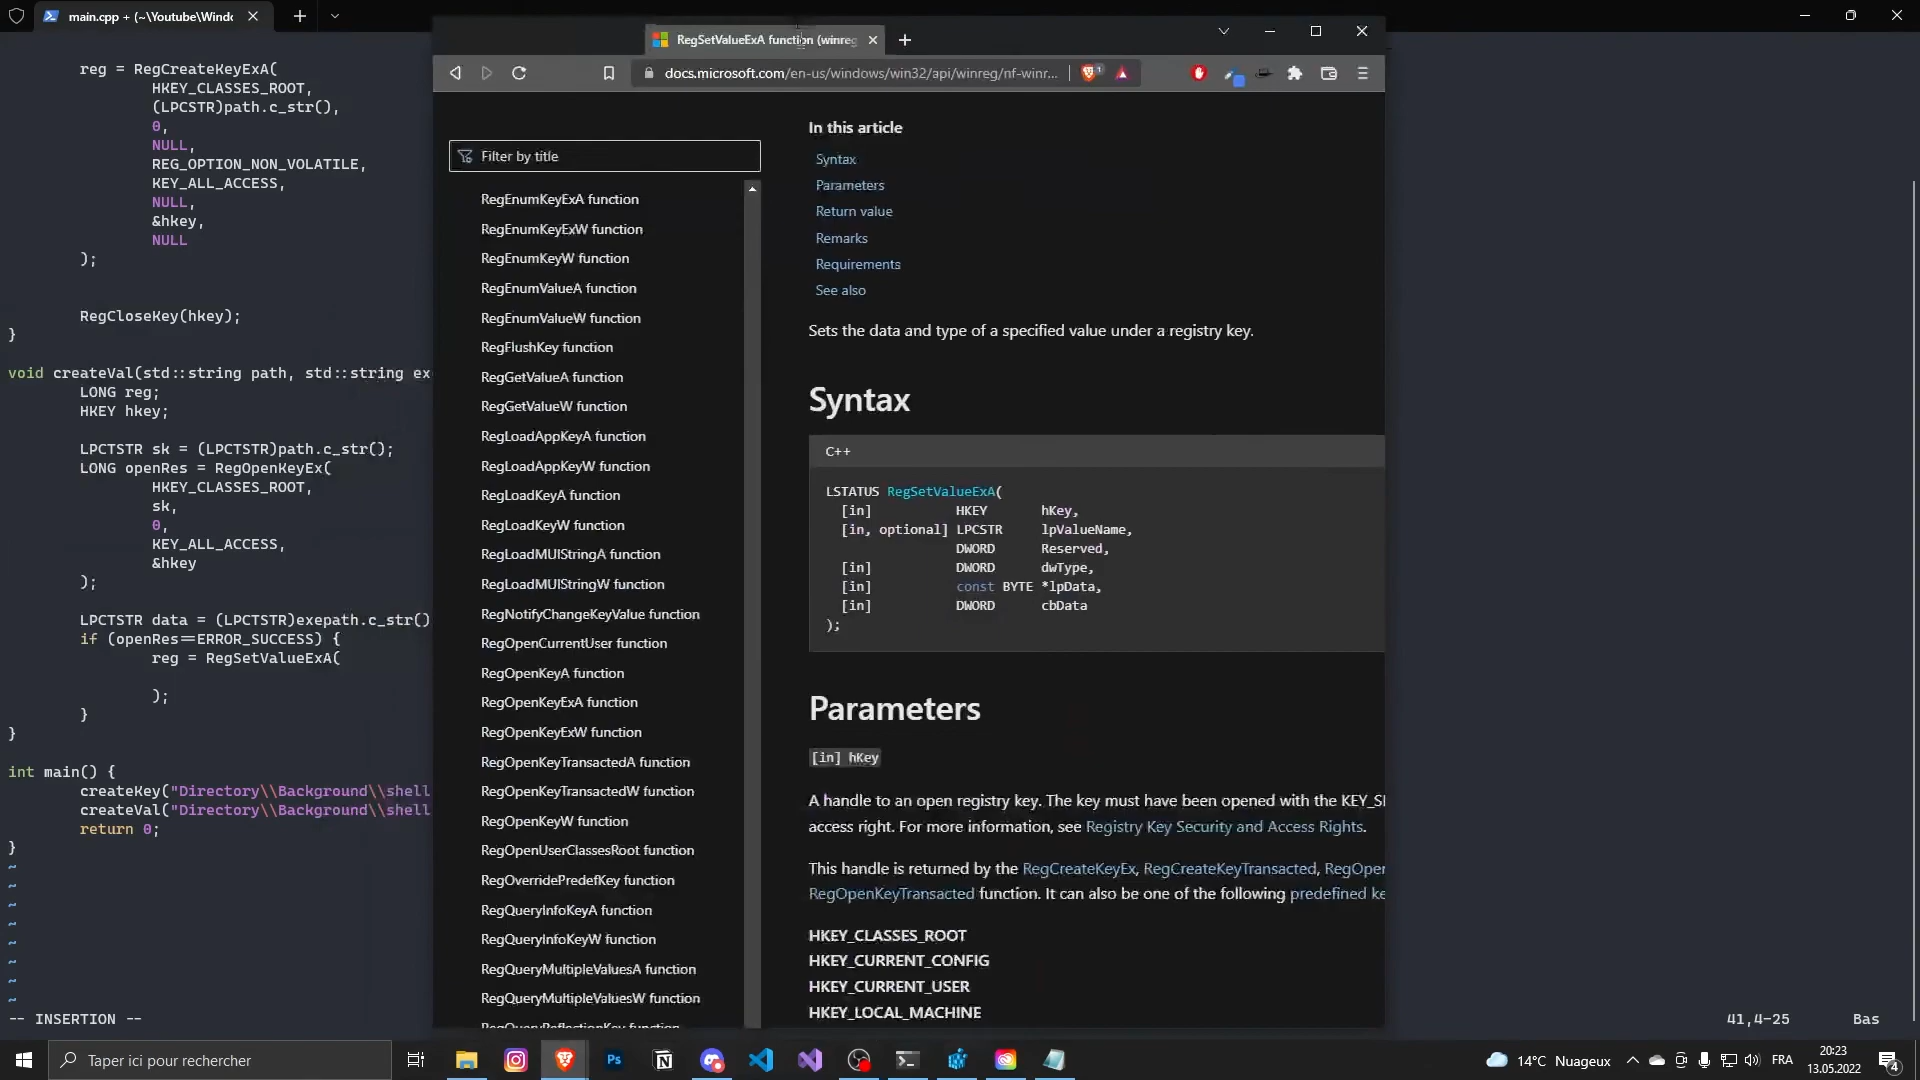 main.cpp + (~\Youtube\Windo
reg = RegCreateKeyExA(
HKEY_CLASSES_ROOT,
(LPCSTR)path.c_str(),
0,
NULL,
REG_OPTION_NON_VOLATILE,
KEY_ALL_ACCESS,
NULL,
&hkey,
NULL
);
RegCloseKey(hkey);
}
void createVal(std::string path, std::string ex
LONG reg;
HKEY hkey;
LPCTSTR sk = (LPCTSTR)path.c_str();
LONG openRes = RegOpenKeyEx(
HKEY_CLASSES_ROOT,
sk,
0,
KEY_ALL_ACCESS,
&hkey
);
LPCTSTR data = (LPCTSTR)exepath.c_str()
if (openRes==ERROR_SUCCESS) {
reg = RegSetValueExA(
);
}
}
int main() {
createKey("Directory\\Background\\shell
createVal("Directory\\Background\\shell
return 0;
}
~
~
~
~
~
~
~
~
-- INSERTION --
41,4-25
Bas
RegSetValueExA function (winreg
docs.microsoft.com/en-us/windows/win32/api/winreg/nf-winr...
1
Filter by title
RegEnumKeyExA function
RegEnumKeyExW function
RegEnumKeyW function
RegEnumValueA function
RegEnumValueW function
RegFlushKey function
RegGetValueA function
RegGetValueW function
RegLoadAppKeyA function
RegLoadAppKeyW function
RegLoadKeyA function
RegLoadKeyW function
RegLoadMUIStringA function
RegLoadMUIStringW function
RegNotifyChangeKeyValue function
RegOpenCurrentUser function
RegOpenKeyA function
RegOpenKeyExA function
RegOpenKeyExW function
RegOpenKeyTransactedA function
RegOpenKeyTransactedW function
RegOpenKeyW function
RegOpenUserClassesRoot function
RegOverridePredefKey function
RegQueryInfoKeyA function
RegQueryInfoKeyW function
RegQueryMultipleValuesA function
RegQueryMultipleValuesW function
RegQueryReflectionKey function
In this article
Syntax
Parameters
Return value
Remarks
Requirements
See also
Sets the data and type of a specified value under a registry key.
Syntax
C++
LSTATUS RegSetValueExA(
[in] HKEY hKey,
[in, optional] LPCSTR lpValueName,
DWORD Reserved,
[in] DWORD dwType,
[in] const BYTE *lpData,
[in] DWORD cbData
);
Parameters
[in] hKey
A handle to an open registry key. The key must have been opened with the KEY_S
access right. For more information, see Registry Key Security and Access Rights.
This handle is returned by the RegCreateKeyEx, RegCreateKeyTransacted, RegOper
RegOpenKeyTransacted function. It can also be one of the following predefined ke
HKEY_CLASSES_ROOT
HKEY_CURRENT_CONFIG
HKEY_CURRENT_USER
HKEY_LOCAL_MACHINE
Taper ici pour rechercher
Ps
14°C Nuageux
FRA
20:23
13.05.2022
4